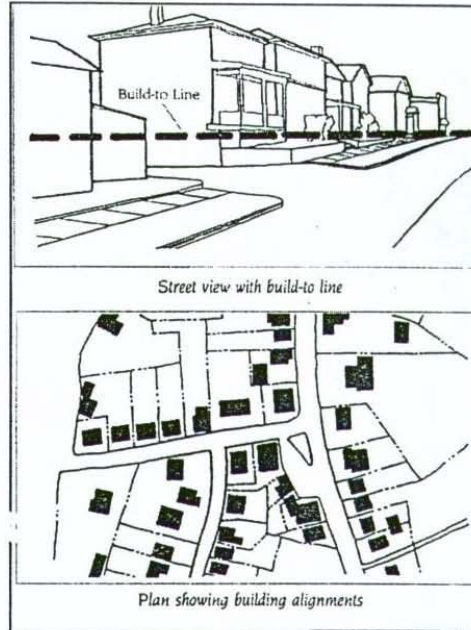 Build-to Line
Street view with build-to line
Plan showing building alignments